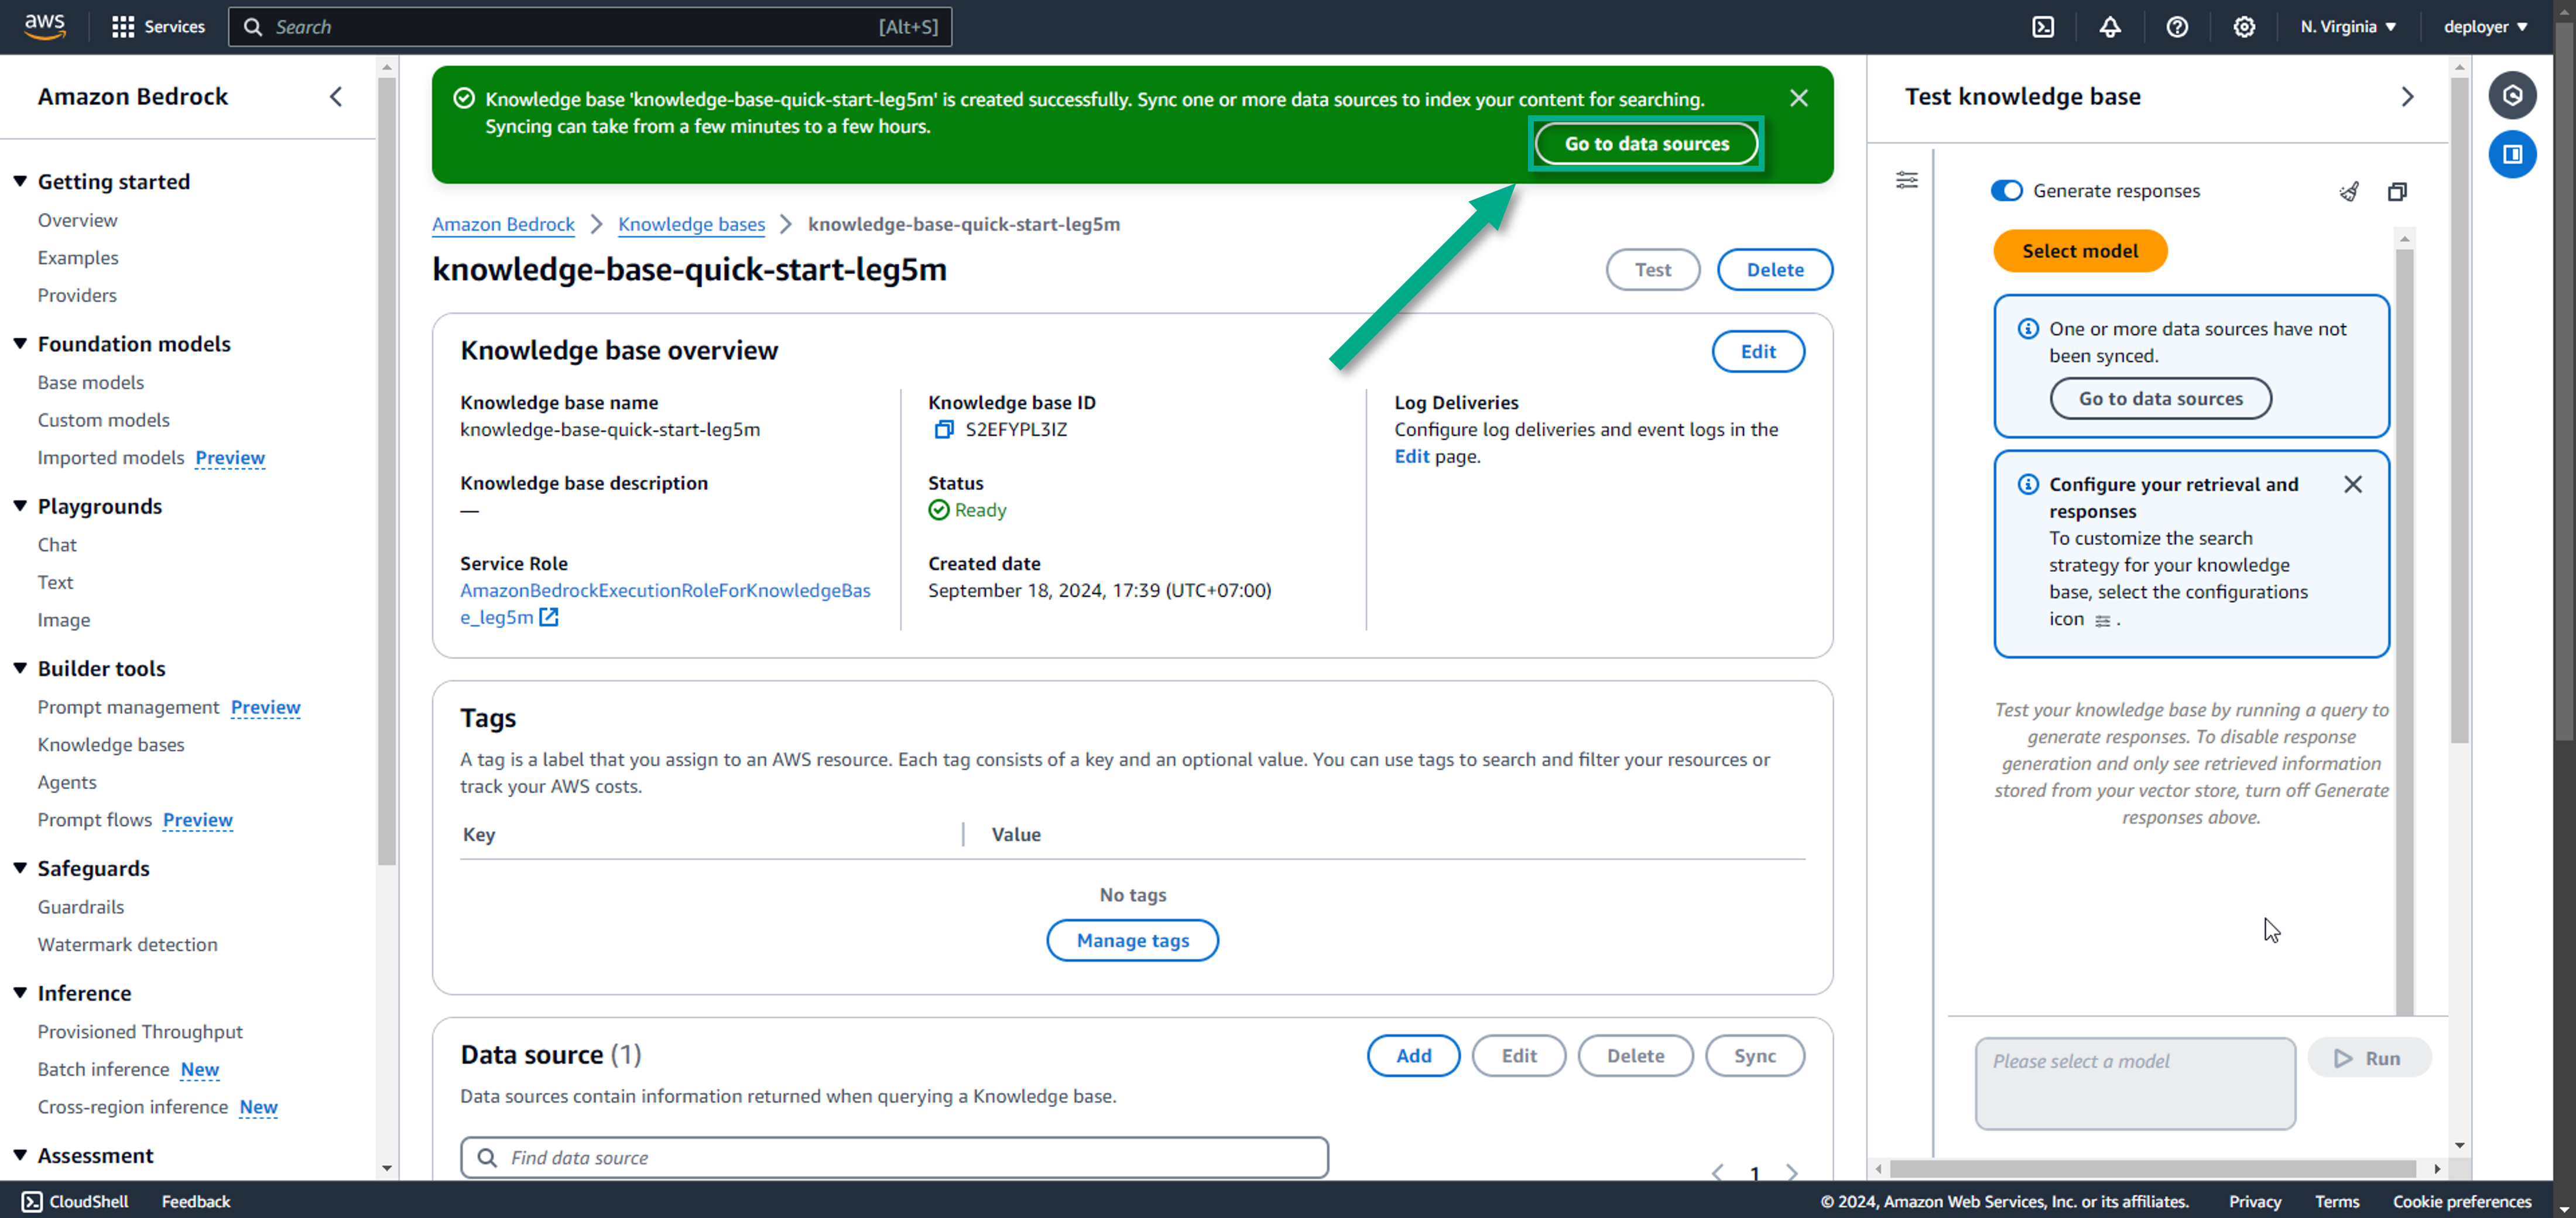 aws
Services
Search
[Alt+S]
N. Virginia
deployer
Amazon Bedrock
Getting started
Overview
Examples
Providers
Foundation models
Base models
Custom models
Imported models Preview
Playgrounds
Chat
Text
Image
Builder tools
Prompt management Preview
Knowledge bases
Agents
Prompt flows Preview
Safeguards
Guardrails
Watermark detection
Inference
Provisioned Throughput
Batch inference New
Cross-region inference New
Assessment
Knowledge base 'knowledge-base-quick-start-leg5m' is created successfully. Sync one or more data sources to index your content for searching.
Syncing can take from a few minutes to a few hours.
Go to data sources
Amazon Bedrock
Knowledge bases
knowledge-base-quick-start-leg5m
knowledge-base-quick-start-leg5m
Test
Delete
Knowledge base overview
Edit
Knowledge base name
knowledge-base-quick-start-leg5m
Knowledge base description
—
Service Role
AmazonBedrockExecutionRoleForKnowledgeBas
e_leg5m
Knowledge base ID
S2EFYPL3IZ
Status
Ready
Created date
September 18, 2024, 17:39 (UTC+07:00)
Log Deliveries
Configure log deliveries and event logs in the
Edit page.
Tags
A tag is a label that you assign to an AWS resource. Each tag consists of a key and an optional value. You can use tags to search and filter your resources or
track your AWS costs.
Key
Value
No tags
Manage tags
Data source (1)
Add
Edit
Delete
Sync
Data sources contain information returned when querying a Knowledge base.
Find data source
1
Test knowledge base
Generate responses
Select model
One or more data sources have not
been synced.
Go to data sources
Configure your retrieval and
responses
To customize the search
strategy for your knowledge
base, select the configurations
icon .
Test your knowledge base by running a query to
generate responses. To disable response
generation and only see retrieved information
stored from your vector store, turn off Generate
responses above.
Please select a model
Run
CloudShell
Feedback
© 2024, Amazon Web Services, Inc. or its affiliates.
Privacy
Terms
Cookie preferences